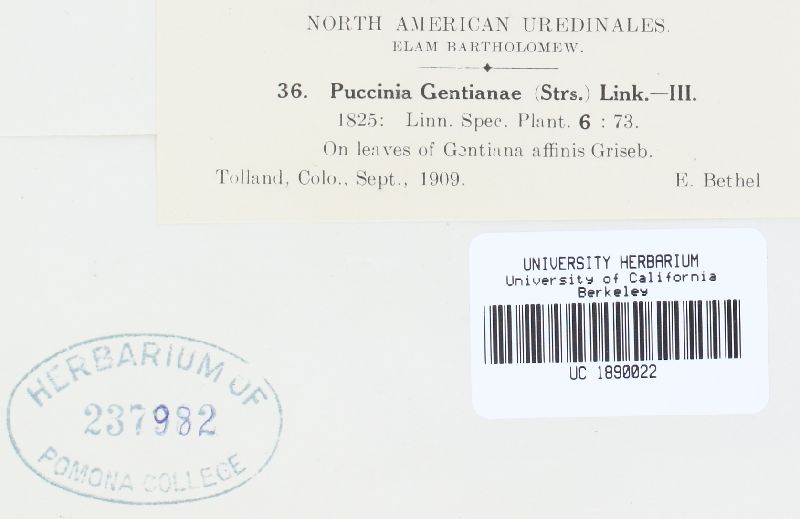 NORTH AMERICAN UREDINALES.
ELAM BARTHOLOMEW.
36. Puccinia Gentianae (Strs.) Link.—III.
1825: Linn. Spec. Plant. 6 : 73.
On leaves of Gentiana affinis Griseb.
Tolland, Colo., Sept., 1909. E. Bethel
UNIVERSITY HERBARIUM
University of California
Berkeley
UC 1890022
HERBARIUM OF
237982
POMONA COLLEGE